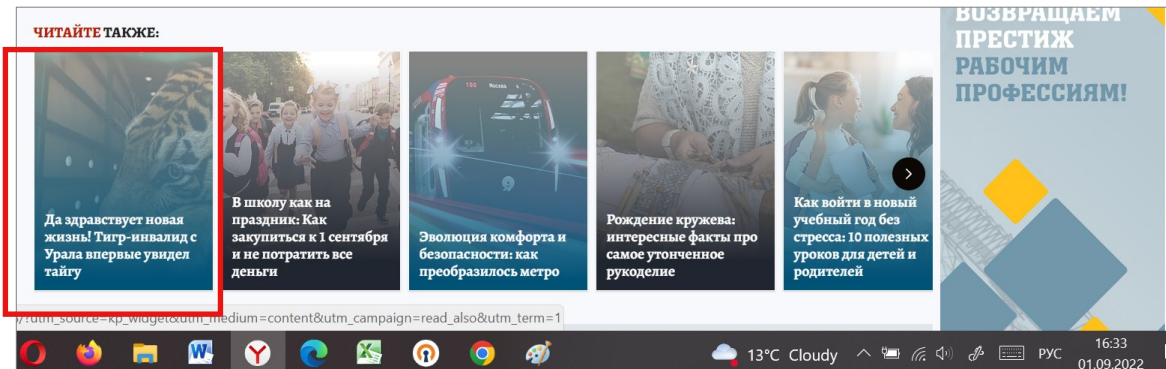 ВОЗВРАЩАЕМ
ПРЕСТИЖ
РАБОЧИМ
ПРОФЕССИЯМ!
ЧИТАЙТЕ ТАКЖЕ:
Да здравствует новая
жизнь! Тигр-инвалид с
Урала впервые увидел
тайгу
В школу как на
праздник: Как
закупиться к 1 сентября
и не потратить все
деньги
Эволюция комфорта и
безопасности: как
преобразилось метро
Рождение кружева:
интересные факты про
самое утонченное
рукоделие
Как войти в новый
учебный год без
стресса: 10 полезных
уроков для детей и
родителей
/?utm_source=kp_widget&utm_medium=content&utm_campaign=read_also&utm_term=1
13°C Cloudy
РУС
16:33
01.09.2022